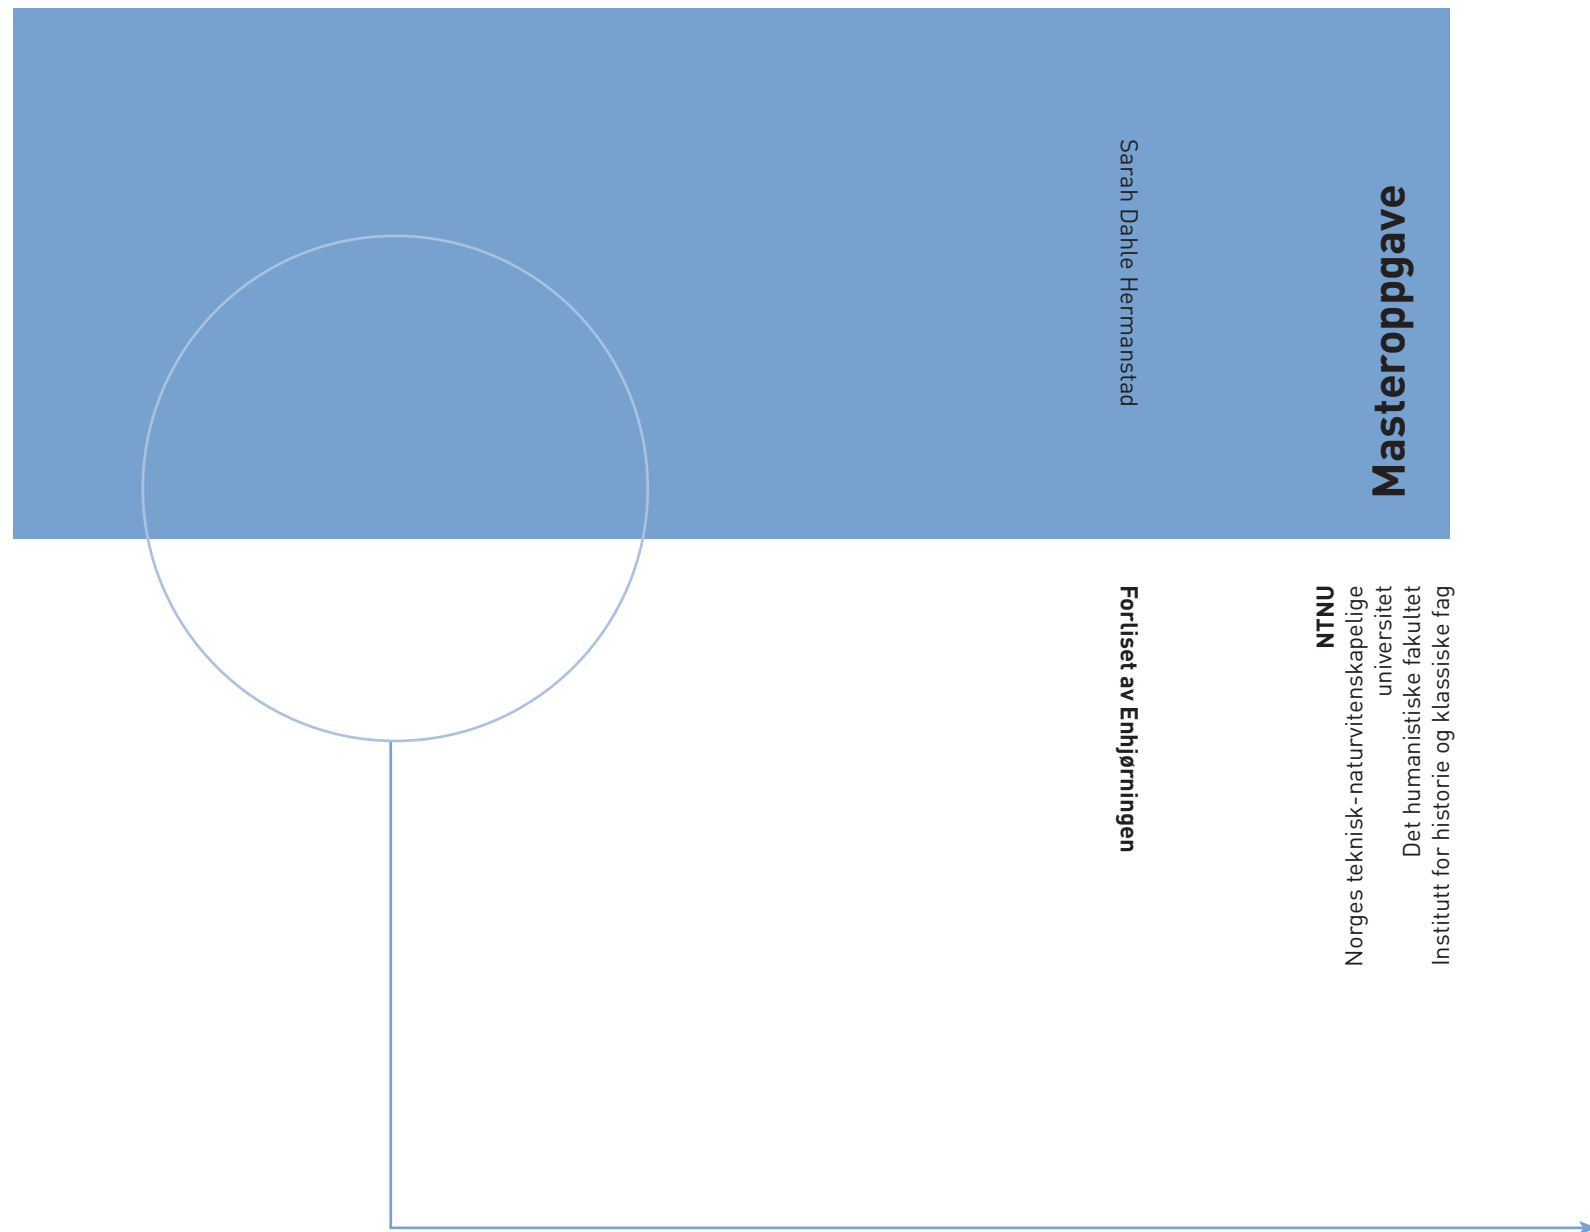 Sarah Dahle Hermanstad
Forliset av Enhjørningen
Masteroppgave
NTNU
Norges teknisk-naturvitenskapelige
universitet
Det humanistiske fakultet
Institutt for historie og klassiske fag